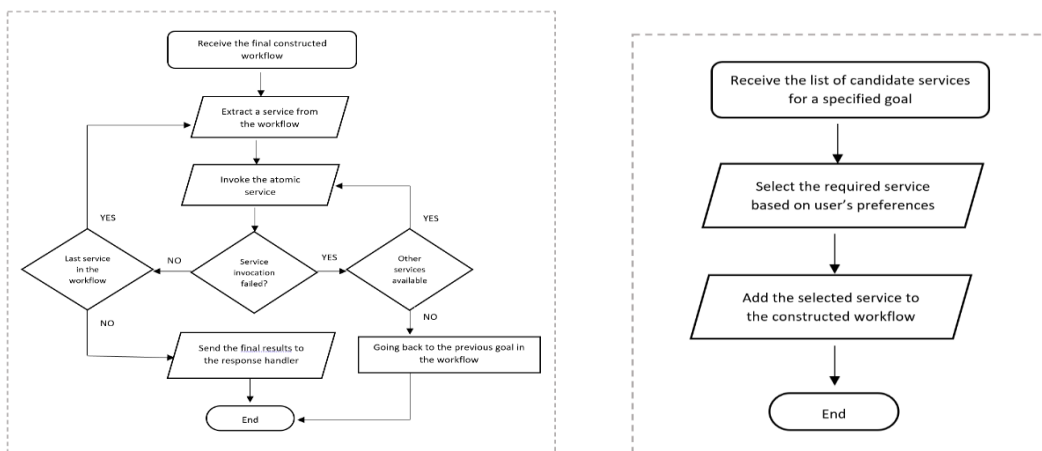 Receive the final constructed
workflow
Extract a service from
the workflow
Invoke the atomic
service
YES
YES
Last service
in the
workflow
NO
Service
invocation
failed?
YES
Other
services
available
NO
NO
Send the final results to
the response handler
Going back to the previous goal in
the workflow
End
Receive the list of candidate services
for a specified goal
Select the required service
based on user's preferences
Add the selected service to
the constructed workflow
End